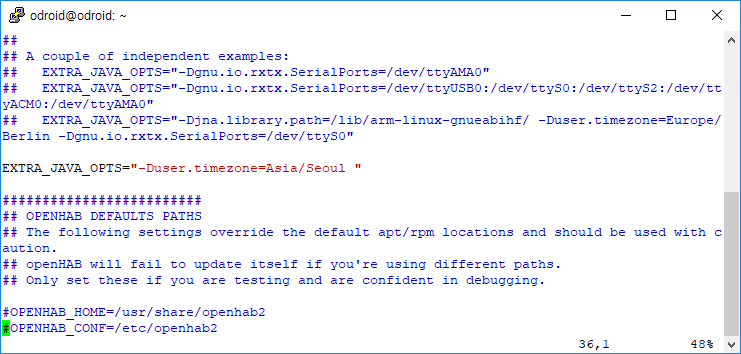 odroid@odroid: ~
##
## A couple of independent examples:
##   EXTRA_JAVA_OPTS="-Dgnu.io.rxtx.SerialPorts=/dev/ttyAMA0"
##   EXTRA_JAVA_OPTS="-Dgnu.io.rxtx.SerialPorts=/dev/ttyUSB0:/dev/ttyS0:/dev/ttyS2:/dev/tt
yACM0:/dev/ttyAMA0"
##   EXTRA_JAVA_OPTS="-Djna.library.path=/lib/arm-linux-gnueabihf/ -Duser.timezone=Europe/
Berlin -Dgnu.io.rxtx.SerialPorts=/dev/ttyS0"
EXTRA_JAVA_OPTS="-Duser.timezone=Asia/Seoul "
#########################
## OPENHAB DEFAULTS PATHS
## The following settings override the default apt/rpm locations and should be used with c
aution.
## openHAB will fail to update itself if you're using different paths.
## Only set these if you are testing and are confident in debugging.
#OPENHAB_HOME=/usr/share/openhab2
#OPENHAB_CONF=/etc/openhab2
36,1          48%